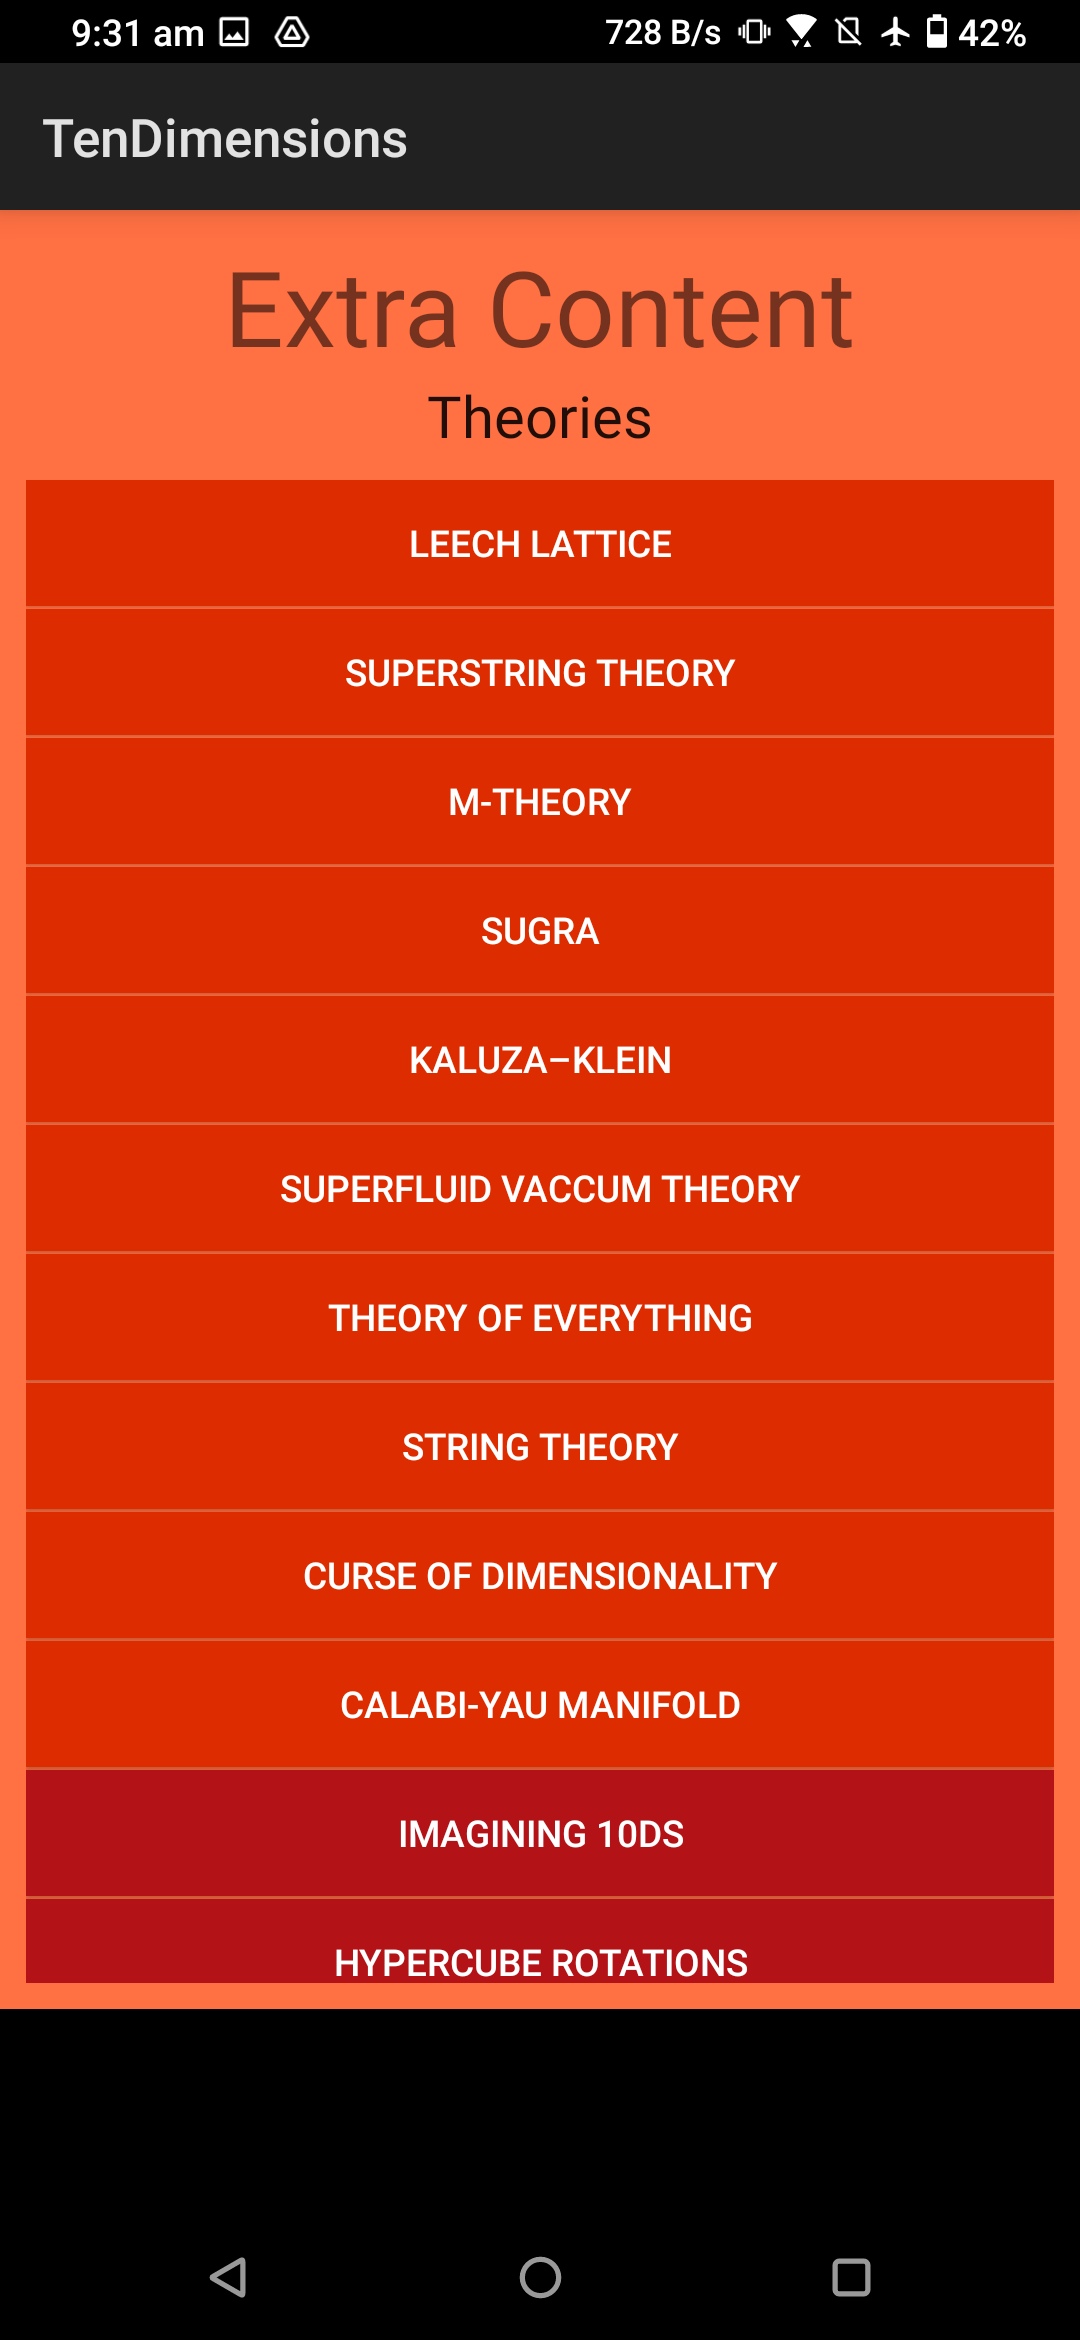 9:31 am 728 B/s 42%
TenDimensions
Extra Content
Theories
LEECH LATTICE
SUPERSTRING THEORY
M-THEORY
SUGRA
KALUZA–KLEIN
SUPERFLUID VACCUM THEORY
THEORY OF EVERYTHING
STRING THEORY
CURSE OF DIMENSIONALITY
CALABI-YAU MANIFOLD
IMAGINING 10DS
HYPERCUBE ROTATIONS